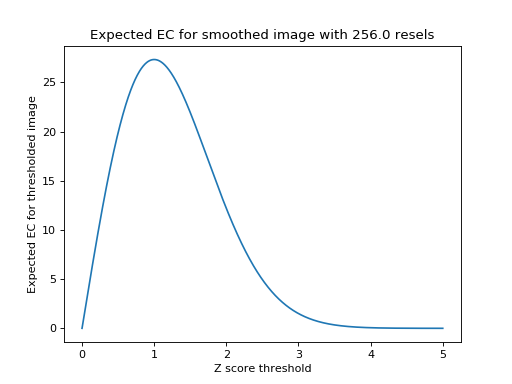 Expected EC for smoothed image with 256.0 resels
Expected EC for thresholded image
25
20
15
10
5
0
0 1 2 3 4 5
Z score threshold